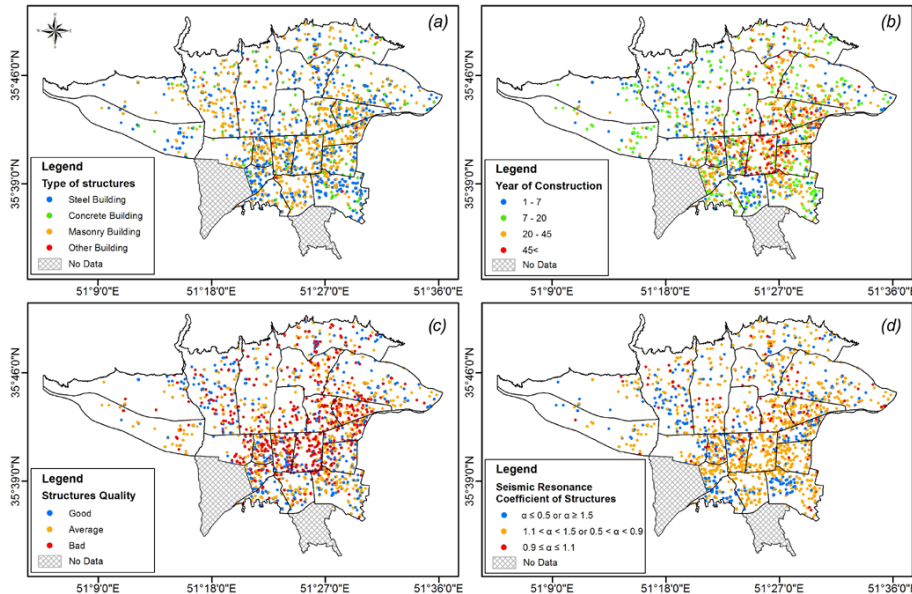 (a)
35°46'0"N
35°39'0"N
Legend
Type of structures
Steel Building
Concrete Building
Masonry Building
Other Building
No Data
51°9'0"E
51°18'0"E
51°27'0"E
51°36'0"E
(b)
35°46'0"N
35°39'0"N
Legend
Year of Construction
1 - 7
7 - 20
20 - 45
45<
No Data
51°9'0"E
51°18'0"E
51°27'0"E
51°36'0"E
(c)
35°46'0"N
35°39'0"N
Legend
Structures Quality
Good
Average
Bad
No Data
51°9'0"E
51°18'0"E
51°27'0"E
51°36'0"E
(d)
35°46'0"N
35°39'0"N
Legend
Seismic Resonance
Coefficient of Structures
α ≤ 0.5 or α ≥ 1.5
1.1 < α < 1.5 or 0.5 < α < 0.9
0.9 ≤ α ≤ 1.1
No Data
51°9'0"E
51°18'0"E
51°27'0"E
51°36'0"E